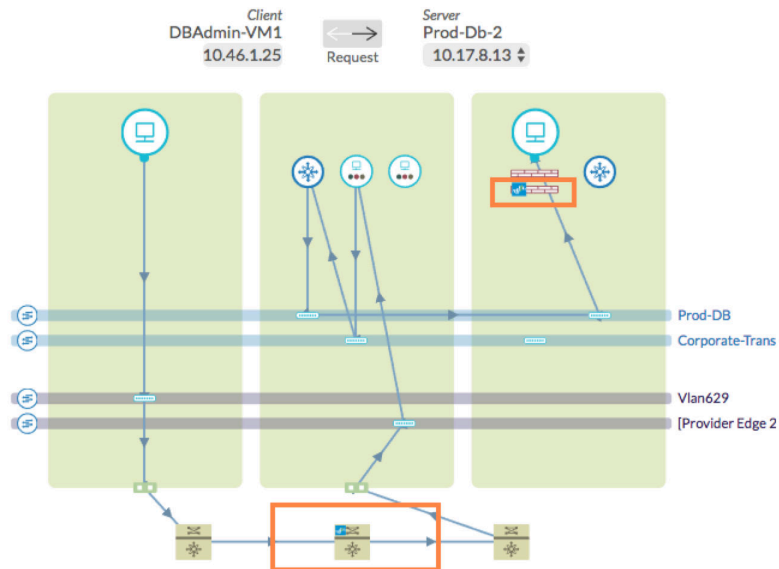 Client
DBAdmin-VM1
10.46.1.25
Request
Server
Prod-Db-2
10.17.8.13
Prod-DB
Corporate-Trans
Vlan629
[Provider Edge 2